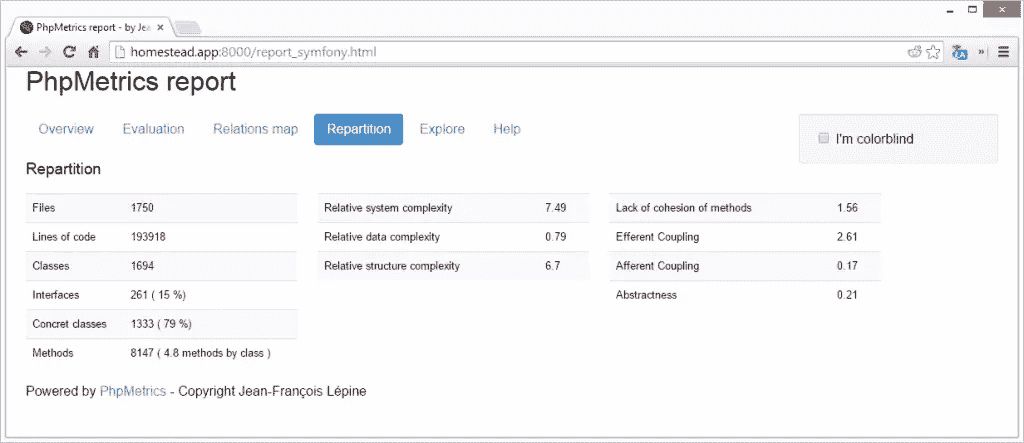 PhpMetrics report - by Jea
homestead.app:8000/report_symfony.html
PhpMetrics report
Overview Evaluation Relations map Repartition Explore Help
I'm colorblind
Repartition
Files 1750
Lines of code 193918
Classes 1694
Interfaces 261 ( 15 %)
Concret classes 1333 ( 79 %)
Methods 8147 ( 4.8 methods by class )
Relative system complexity 7.49
Relative data complexity 0.79
Relative structure complexity 6.7
Lack of cohesion of methods 1.56
Efferent Coupling 2.61
Afferent Coupling 0.17
Abstractness 0.21
Powered by PhpMetrics - Copyright Jean-François Lépine